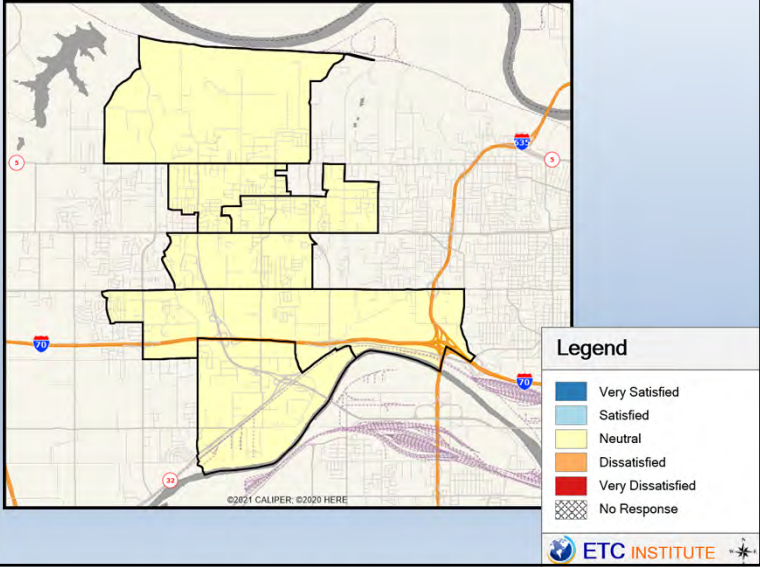 635
5
5
70
70
32
©2021 CALIPER; ©2020 HERE
Legend
Very Satisfied
Satisfied
Neutral
Dissatisfied
Very Dissatisfied
No Response
ETC INSTITUTE